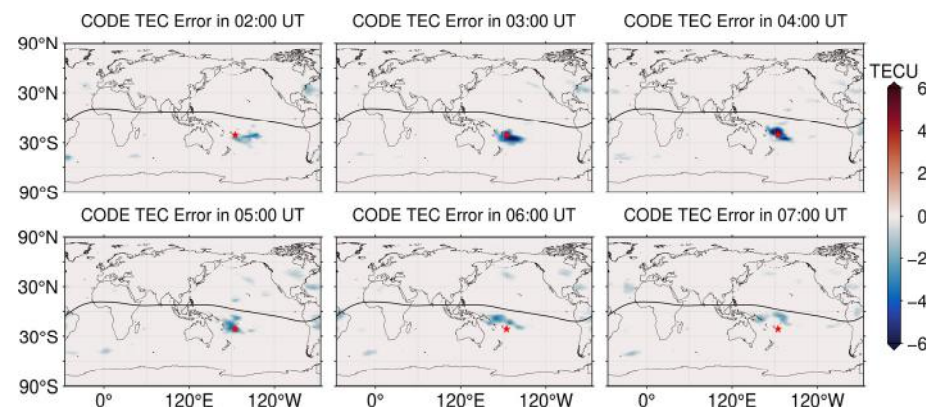 CODE TEC Error in 02:00 UT CODE TEC Error in 03:00 UT CODE TEC Error in 04:00 UT
90°N
30°N
30°S
90°S
TECU
6
4
2
0
−2
−4
−6
CODE TEC Error in 05:00 UT CODE TEC Error in 06:00 UT CODE TEC Error in 07:00 UT
90°N
30°N
30°S
90°S
0° 120°E 120°W 0° 120°E 120°W 0° 120°E 120°W